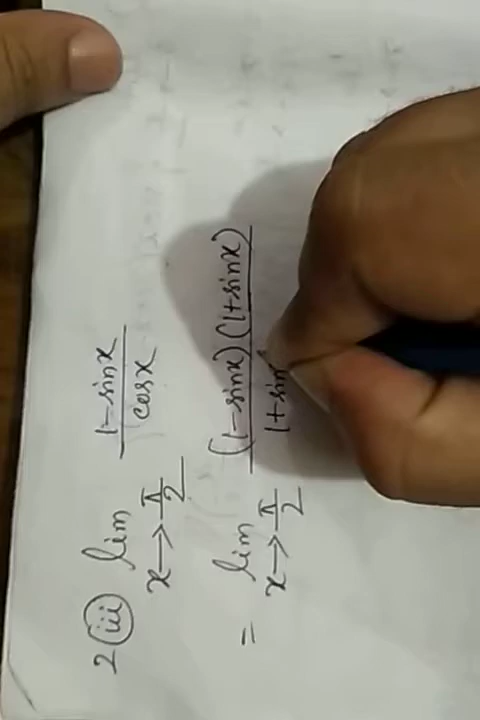 2 (iii) lim x→π/2 1-sinx/cosx
= lim x→π/2 (1-sinx)(1+sinx)/1+sin